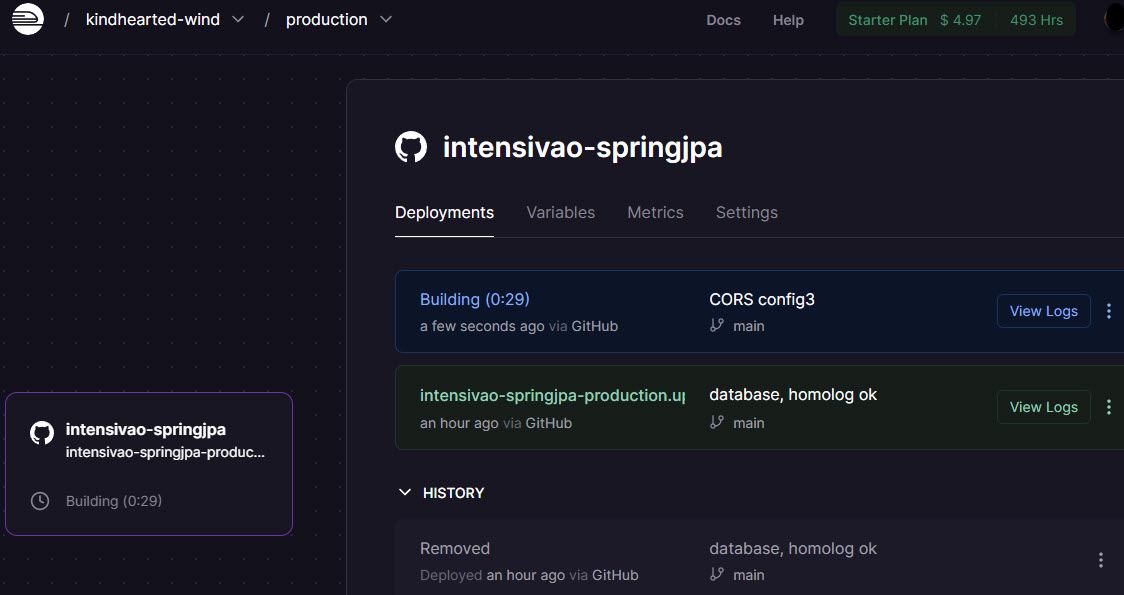 / kindhearted-wind / production Docs Help Starter Plan $ 4.97 493 Hrs
intensivao-springjpa
Deployments Variables Metrics Settings
Building (0:29) CORS config3 View Logs
a few seconds ago via GitHub main
intensivao-springjpa-production.up database, homolog ok View Logs
an hour ago via GitHub main
intensivao-springjpa
intensivao-springjpa-produc...
Building (0:29)
HISTORY
Removed database, homolog ok
Deployed an hour ago via GitHub main